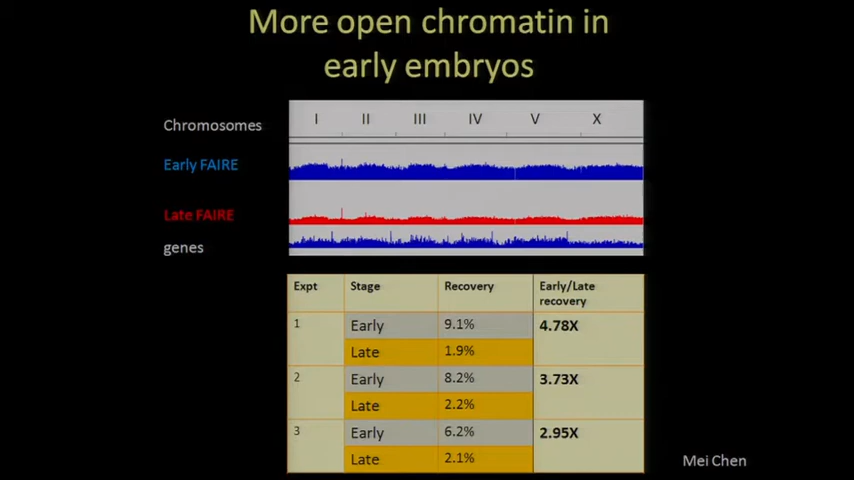 More open chromatin in
early embryos
Chromosomes
I II III IV V X
Early FAIRE
Late FAIRE
genes
Expt Stage Recovery Early/Late
recovery
1 Early 9.1% 4.78X
Late 1.9%
2 Early 8.2% 3.73X
Late 2.2%
3 Early 6.2% 2.95X
Late 2.1%
Mei Chen